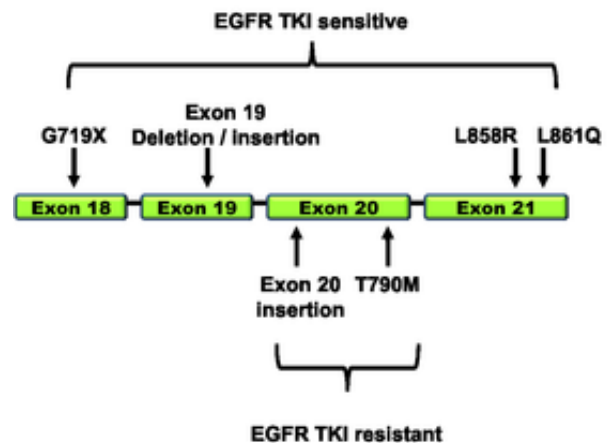 EGFR TKI sensitive
Exon 19
G719X Deletion / insertion L858R L861Q
Exon 18 Exon 19 Exon 20 Exon 21
Exon 20 T790M
insertion
EGFR TKI resistant